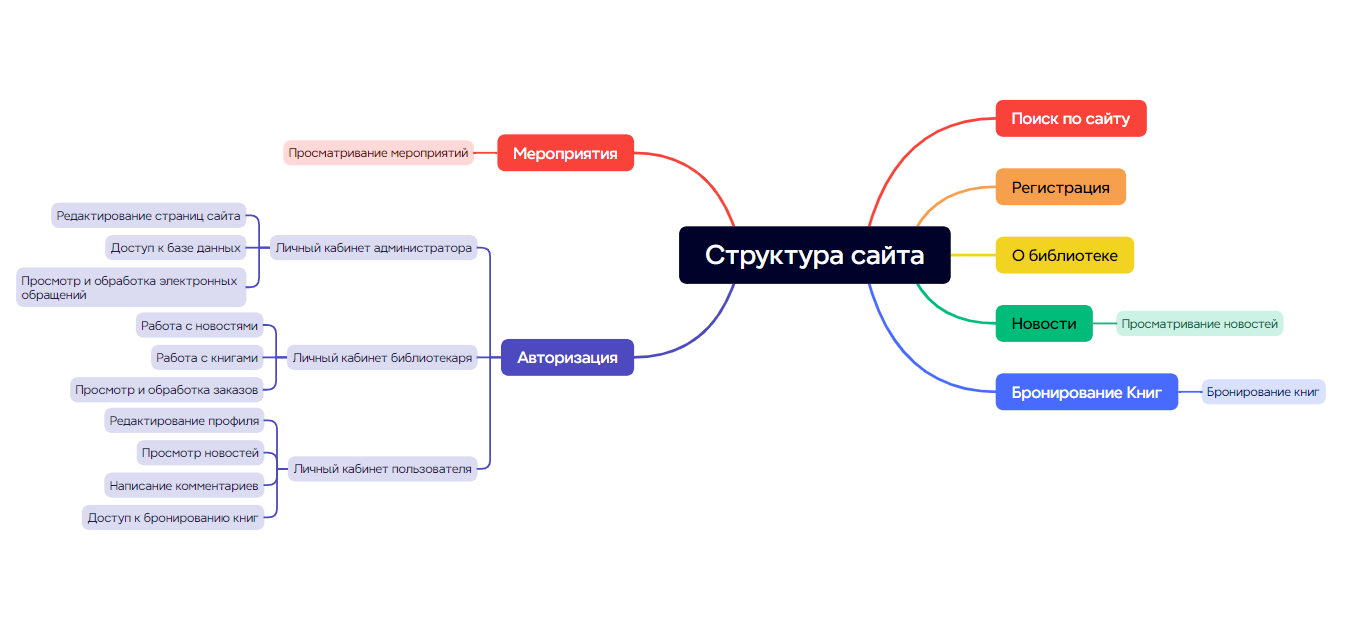 Структура сайта
Поиск по сайту
Регистрация
О библиотеке
Новости
Просматривание новостей
Бронирование Книг
Бронирование книг
Мероприятия
Просматривание мероприятий
Авторизация
Личный кабинет администратора
Редактирование страниц сайта
Доступ к базе данных
Просмотр и обработка электронных
обращений
Личный кабинет библиотекаря
Работа с новостями
Работа с книгами
Просмотр и обработка заказов
Личный кабинет пользователя
Редактирование профиля
Просмотр новостей
Написание комментариев
Доступ к бронированию книг